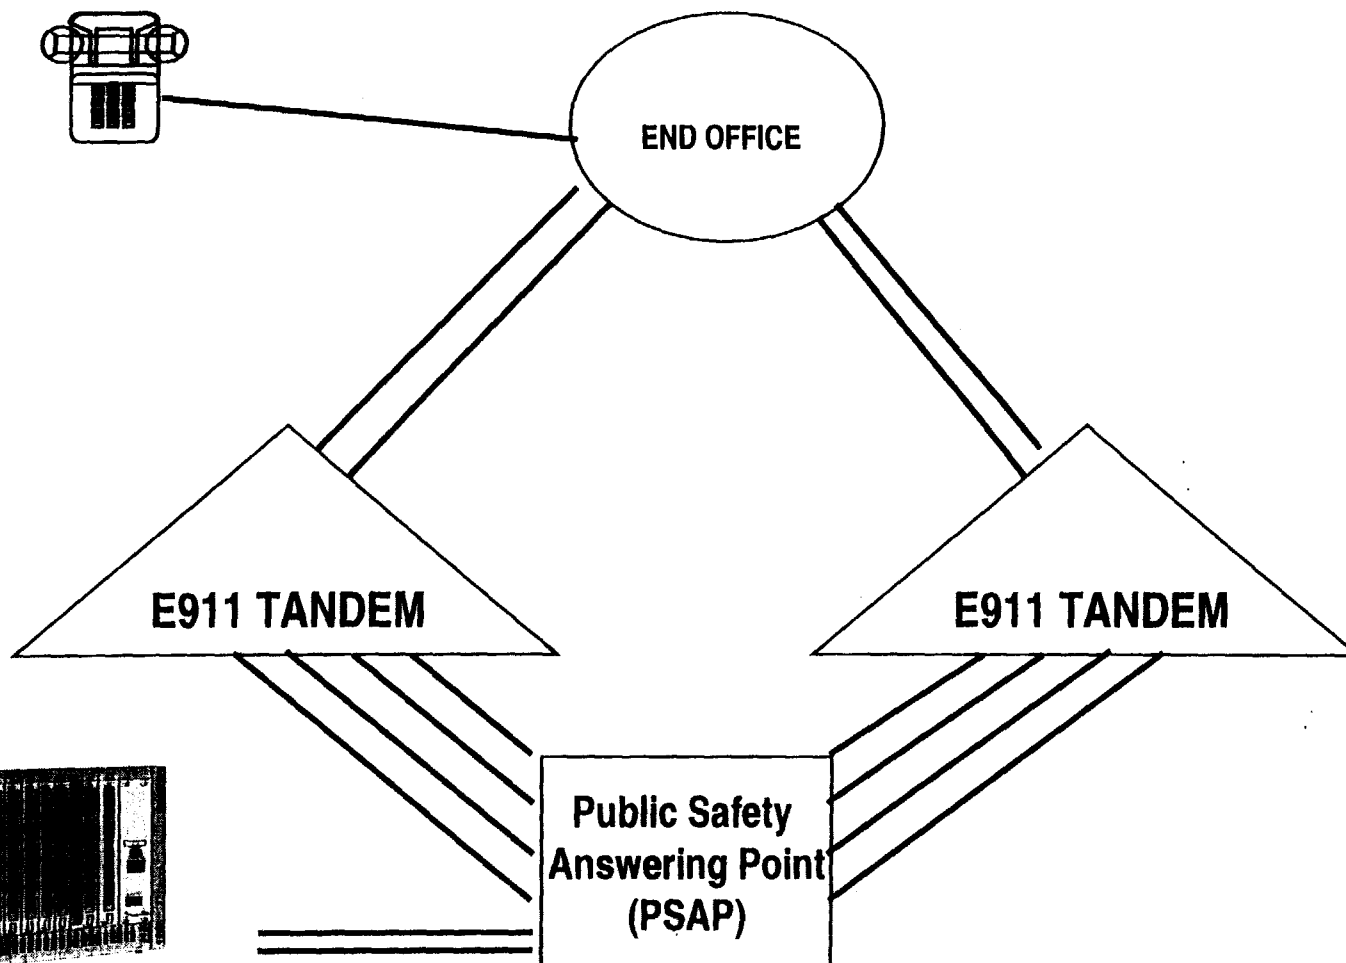 END OFFICE
E911 TANDEM
E911 TANDEM
Public Safety
Answering Point
(PSAP)